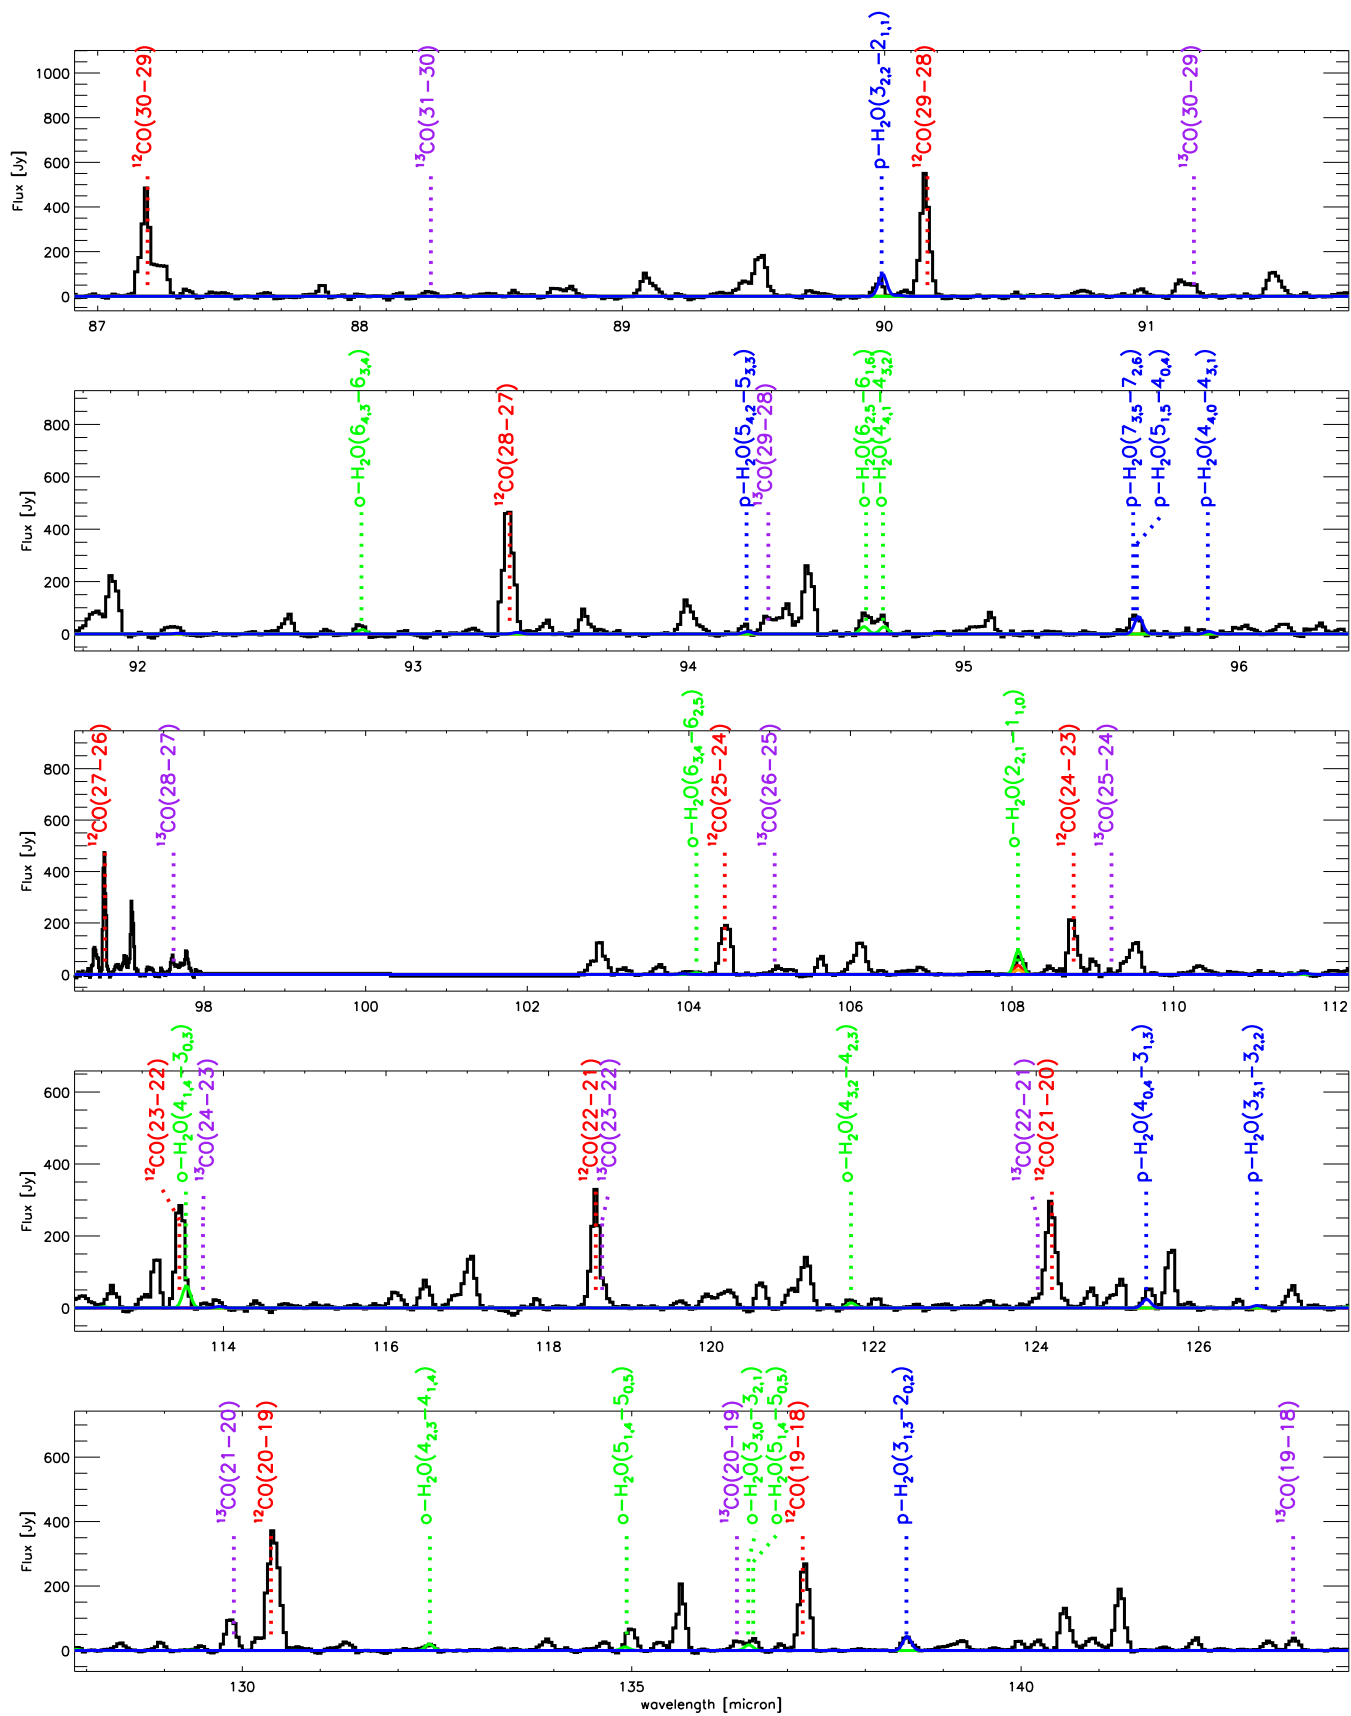 ¹²CO(30−29)
¹³CO(31−30)
p−H₂O(3₂,₂−2₁,₁)
¹²CO(29−28)
¹³CO(30−29)
Flux [Jy]
1000
800
600
400
200
0
87 88 89 90 91
o−H₂O(6₄,₃−6₃,₄)
¹²CO(28−27)
p−H₂O(5₄,₂−5₃,₃)
¹³CO(29−28)
o−H₂O(6₂,₅−6₁,₆)
o−H₂O(4₄,₁−4₃,₂)
p−H₂O(7₃,₅−7₂,₆)
p−H₂O(5₁,₅−4₀,₄)
p−H₂O(4₄,₀−4₃,₁)
Flux [Jy]
800
600
400
200
0
92 93 94 95 96
¹²CO(27−26)
¹³CO(28−27)
o−H₂O(6₃,₄−6₂,₅)
¹²CO(25−24)
¹³CO(26−25)
o−H₂O(2₂,₁−1₁,₀)
¹²CO(24−23)
¹³CO(25−24)
Flux [Jy]
800
600
400
200
0
98 100 102 104 106 108 110 112
¹²CO(23−22)
o−H₂O(4₁,₄−3₀,₃)
¹³CO(24−23)
¹²CO(22−21)
¹³CO(23−22)
o−H₂O(4₃,₂−4₂,₃)
¹³CO(22−21)
¹²CO(21−20)
p−H₂O(4₀,₄−3₁,₃)
p−H₂O(3₃,₁−3₂,₂)
Flux [Jy]
600
400
200
0
114 116 118 120 122 124 126
¹³CO(21−20)
¹²CO(20−19)
o−H₂O(4₂,₃−4₁,₄)
o−H₂O(5₁,₄−5₀,₅)
¹³CO(20−19)
o−H₂O(3₃,₀−3₂,₁)
o−H₂O(5₁,₄−5₀,₅)
¹²CO(19−18)
p−H₂O(3₁,₃−2₀,₂)
¹³CO(19−18)
Flux [Jy]
600
400
200
0
130 135 140
wavelength [micron]